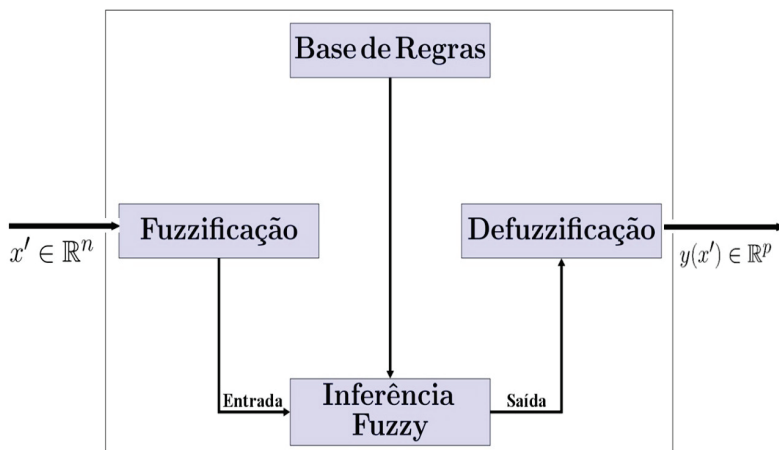 Base de Regras
Fuzzificação
Defuzzificação
x′ ∈ ℝⁿ
y(x′) ∈ ℝᵖ
Entrada
Inferência
Fuzzy
Saída